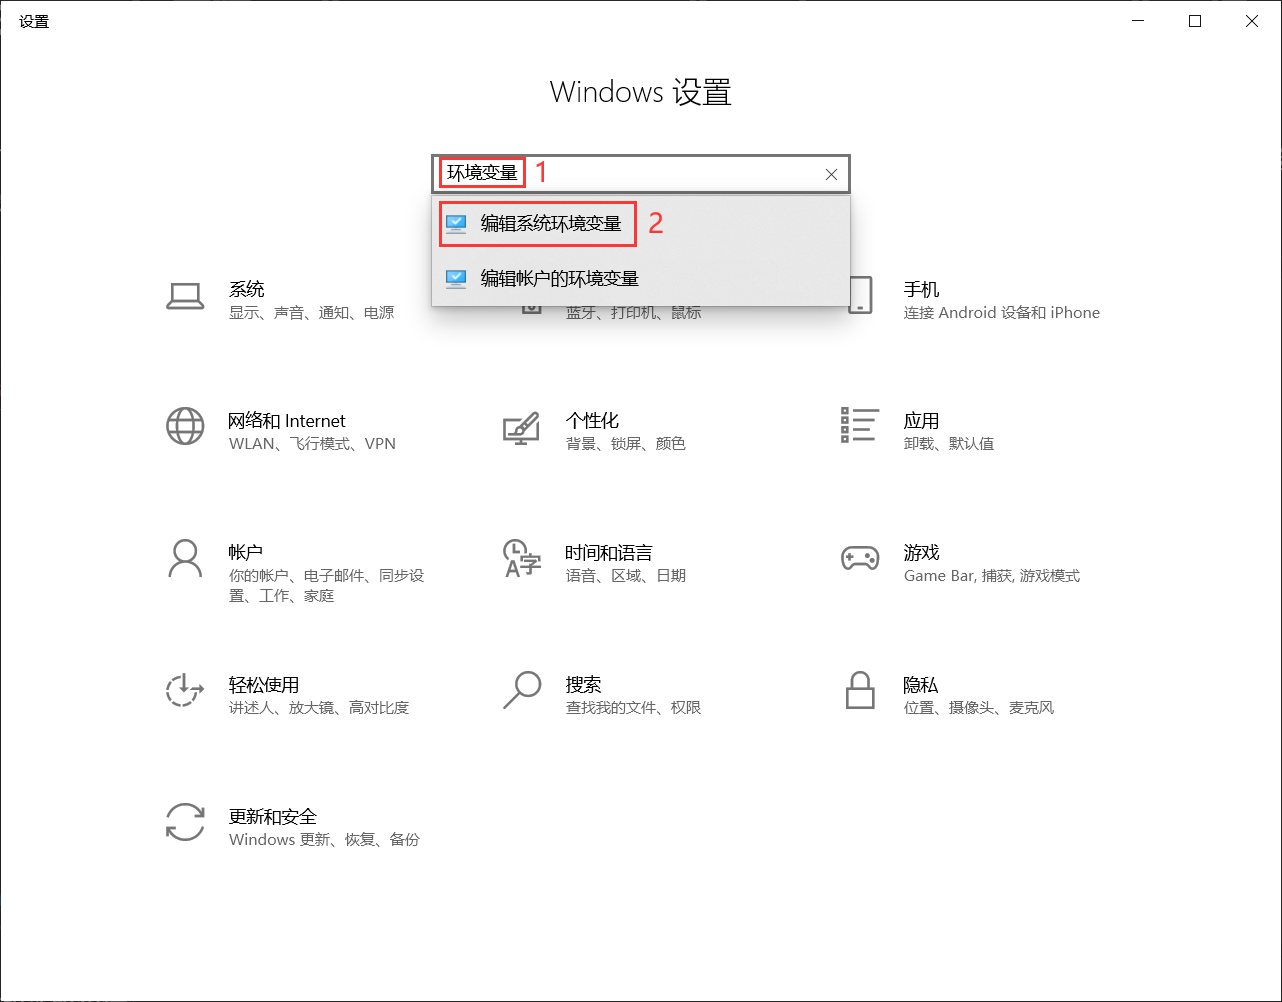 设置
Windows 设置
环境变量 1
编辑系统环境变量 2
编辑帐户的环境变量
系统
显示、声音、通知、电源
蓝牙、打印机、鼠标
手机
连接 Android 设备和 iPhone
网络和 Internet
WLAN、飞行模式、VPN
个性化
背景、锁屏、颜色
应用
卸载、默认值
帐户
你的帐户、电子邮件、同步设
置、工作、家庭
时间和语言
语音、区域、日期
游戏
Game Bar, 捕获, 游戏模式
轻松使用
讲述人、放大镜、高对比度
搜索
查找我的文件、权限
隐私
位置、摄像头、麦克风
更新和安全
Windows 更新、恢复、备份